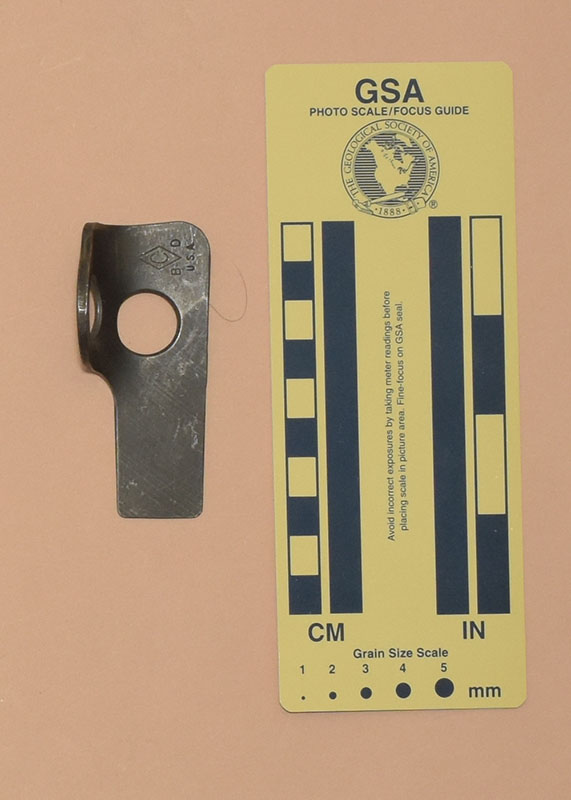 C
B D
U.S.A.
GSA
PHOTO SCALE/FOCUS GUIDE
THE GEOLOGICAL SOCIETY OF AMERICA
1888
®
Avoid incorrect exposures by taking meter readings before
placing scale in picture area. Fine-focus on GSA seal.
CM
IN
Grain Size Scale
1 2 3 4 5
mm